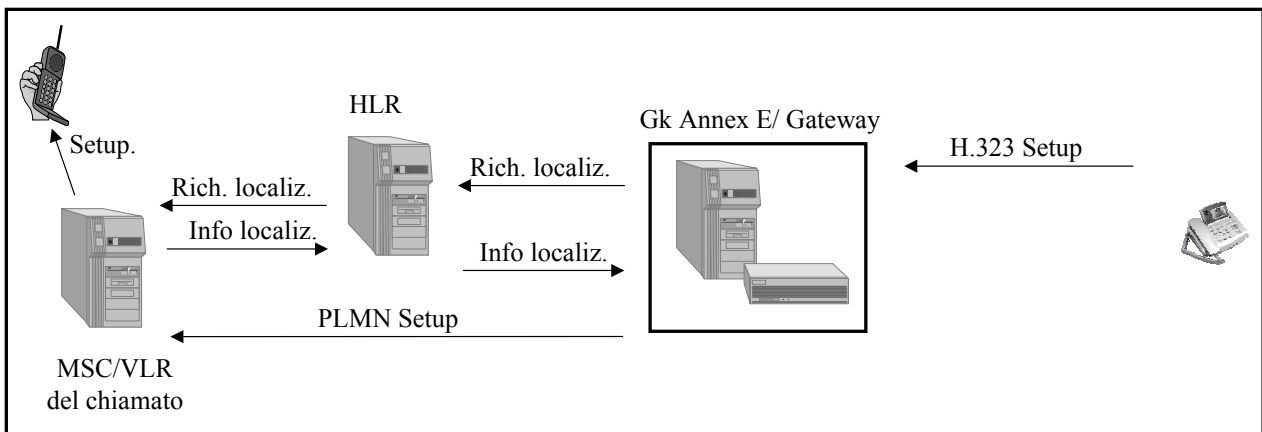 HLR
Gk Annex E/ Gateway
Setup.
H.323 Setup
Rich. localiz.
Rich. localiz.
Info localiz.
Info localiz.
PLMN Setup
MSC/VLR
del chiamato